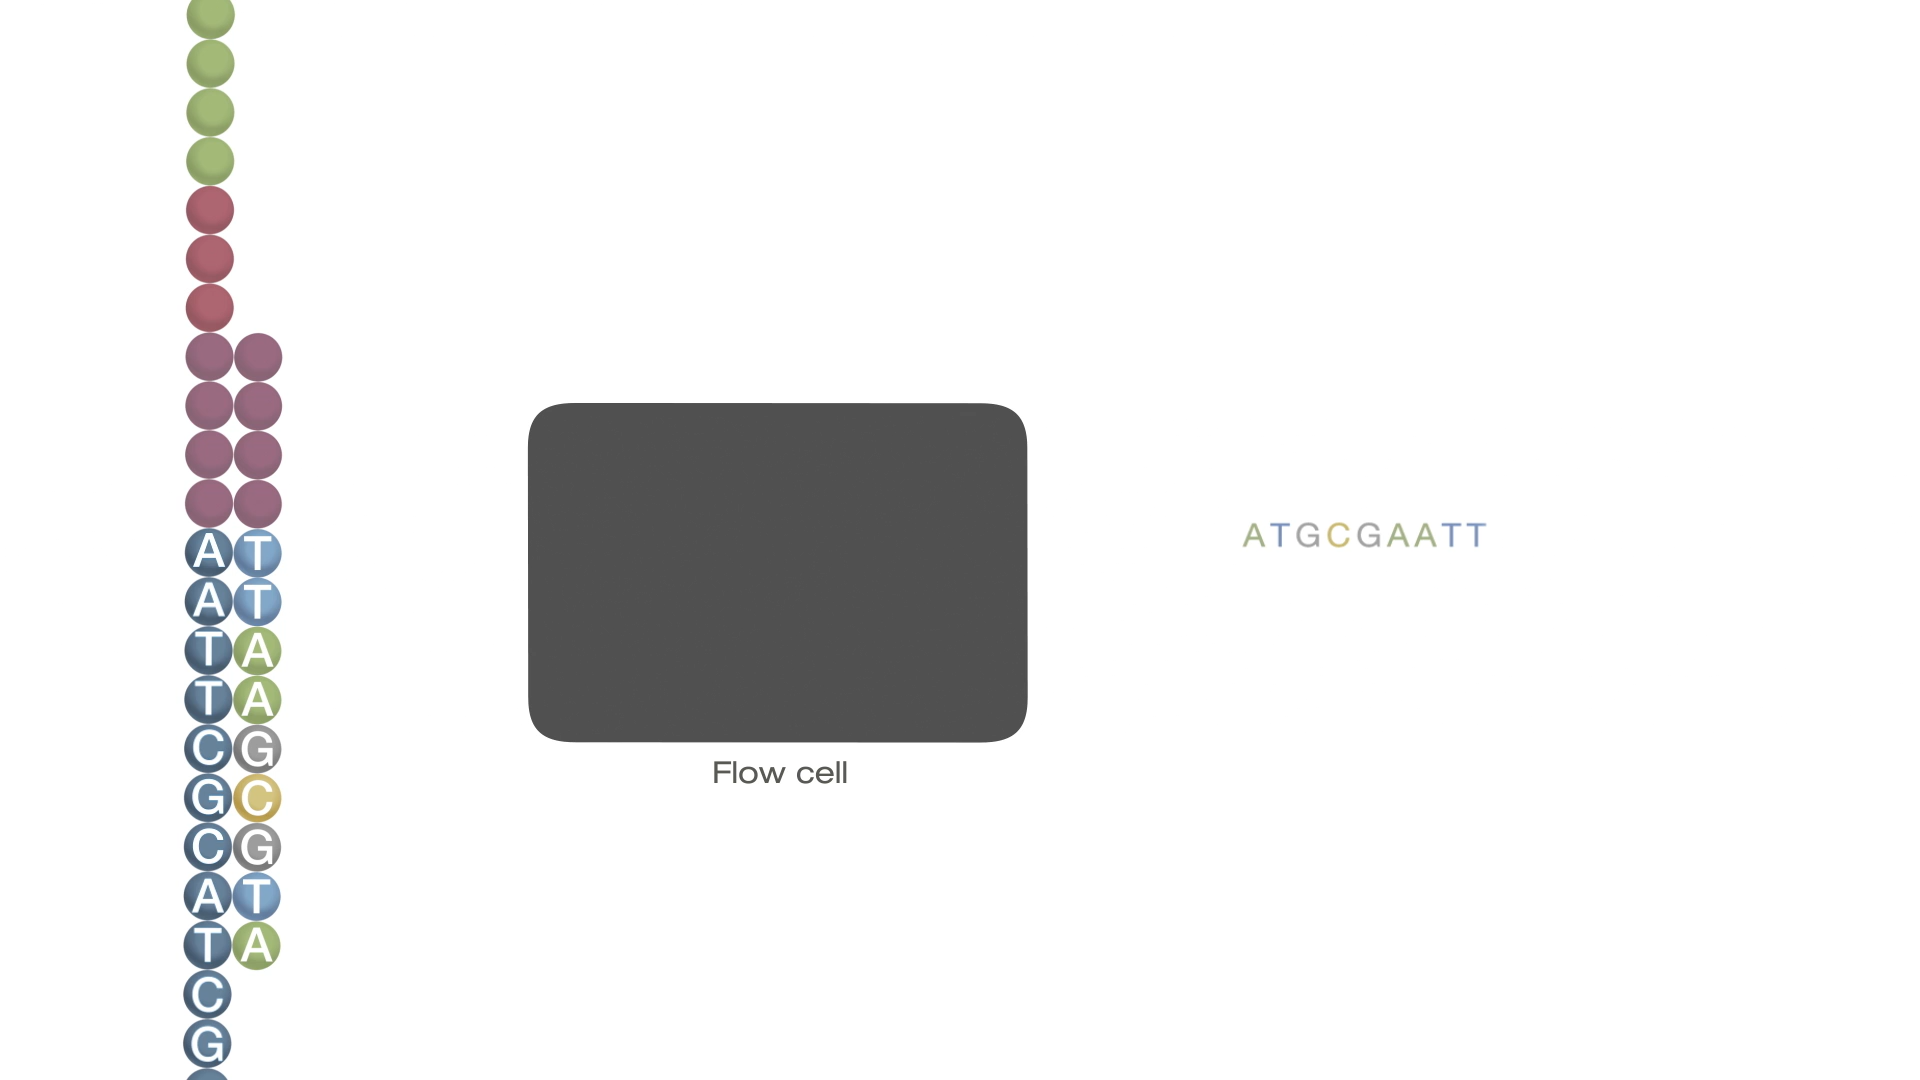 A T
A T
T A
T A
C G
G C
C G
A T
T A
C
G
Flow cell
ATGCGAATT